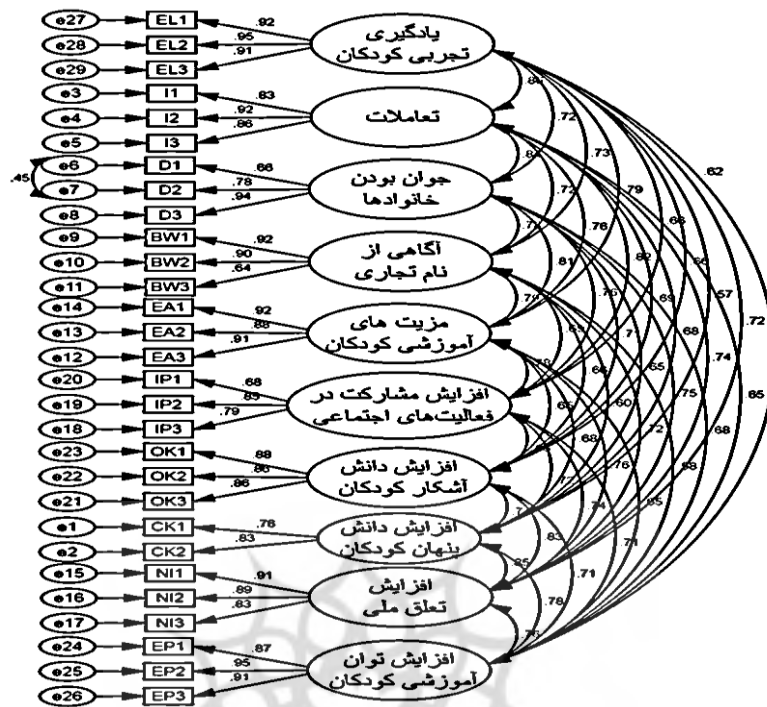 e27 EL1 .92
e28 EL2 .95
e29 EL3 .91
یادگیری
تجربی کودکان
e3 I1 .83
e4 I2 .92
e5 I3 .86
تعاملات
e6 D1 .66
e7 D2 .78
e8 D3 .94
.45
جوان بودن
خانوادها
e9 BW1 .92
e10 BW2 .90
e11 BW3 .64
آگاهی از
نام تجاری
e14 EA1 .92
e13 EA2 .88
e12 EA3 .91
مزیت های
آموزشی کودکان
e20 IP1 .68
e19 IP2 .85
e18 IP3 .79
افزایش مشارکت در
فعالیت‌های اجتماعی
e23 OK1 .88
e22 OK2 .86
e21 OK3 .86
افزایش دانش
آشکار کودکان
e1 CK1 .76
e2 CK2 .83
افزایش دانش
پنهان کودکان
e15 NI1 .91
e16 NI2 .89
e17 NI3 .83
افزایش
تعلق ملی
e24 EP1 .87
e25 EP2 .95
e26 EP3 .91
افزایش توان
آموزشی کودکان
.72
.73
.79
.62
.76
.81
.82
.69
.57
.72
.68
.74
.65
.65
.75
.60
.68
.72
.76
.71
.83
.71
.78